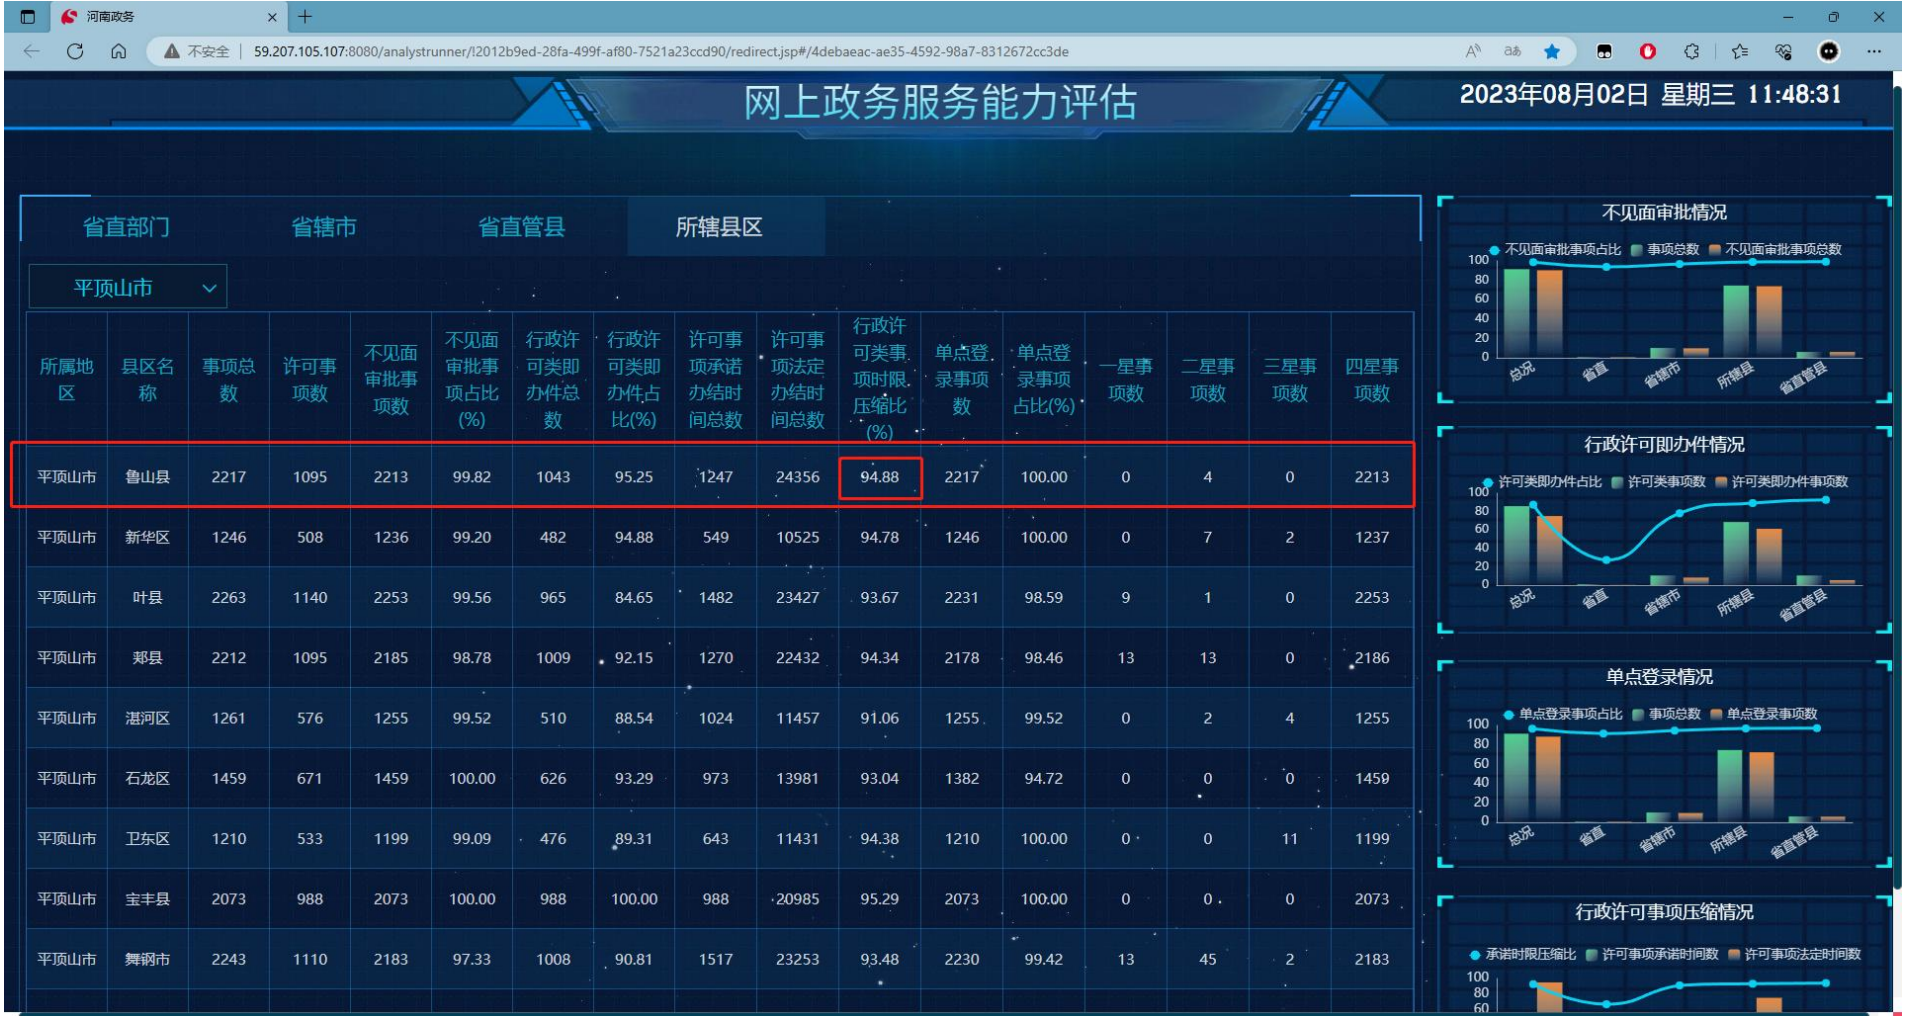 河南政务
不安全 59.207.105.107:8080/analystrunner/!2012b9ed-28fa-499f-af80-7521a23ccd90/redirect.jsp#/4debaeac-ae35-4592-98a7-8312672cc3de
网上政务服务能力评估
2023年08月02日 星期三 11:48:31
省直部门 省辖市 省直管县 所辖县区
平顶山市
所属地区 县区名称 事项总数 许可事项数 不见面审批事项数 不见面审批事项占比(%) 行政许可类即办件总数 行政许可类即办件占比(%) 许可事项承诺办结时间总数 许可事项法定办结时间总数 行政许可类事项时限压缩比(%) 单点登录事项数 单点登录事项占比(%) 一星事项数 二星事项数 三星事项数 四星事项数
平顶山市 鲁山县 2217 1095 2213 99.82 1043 95.25 1247 24356 94.88 2217 100.00 0 4 0 2213
平顶山市 新华区 1246 508 1236 99.20 482 94.88 549 10525 94.78 1246 100.00 0 7 2 1237
平顶山市 叶县 2263 1140 2253 99.56 965 84.65 1482 23427 93.67 2231 98.59 9 1 0 2253
平顶山市 郏县 2212 1095 2185 98.78 1009 92.15 1270 22432 94.34 2178 98.46 13 13 0 2186
平顶山市 湛河区 1261 576 1255 99.52 510 88.54 1024 11457 91.06 1255 99.52 0 2 4 1255
平顶山市 石龙区 1459 671 1459 100.00 626 93.29 973 13981 93.04 1382 94.72 0 0 0 1459
平顶山市 卫东区 1210 533 1199 99.09 476 89.31 643 11431 94.38 1210 100.00 0 0 11 1199
平顶山市 宝丰县 2073 988 2073 100.00 988 100.00 988 20985 95.29 2073 100.00 0 0 0 2073
平顶山市 舞钢市 2243 1110 2183 97.33 1008 90.81 1517 23253 93.48 2230 99.42 13 45 2 2183
不见面审批情况
不见面审批事项占比 事项总数 不见面审批事项总数
100
80
60
40
20
0
总况 省直 省辖市 所辖县 省直管县
行政许可即办件情况
许可类即办件占比 许可类事项数 许可类即办件事项数
100
80
60
40
20
0
总况 省直 省辖市 所辖县 省直管县
单点登录情况
单点登录事项占比 事项总数 单点登录事项数
100
80
60
40
20
0
总况 省直 省辖市 所辖县 省直管县
行政许可事项压缩情况
承诺时限压缩比 许可事项承诺时间数 许可事项法定时间数
100
80
60